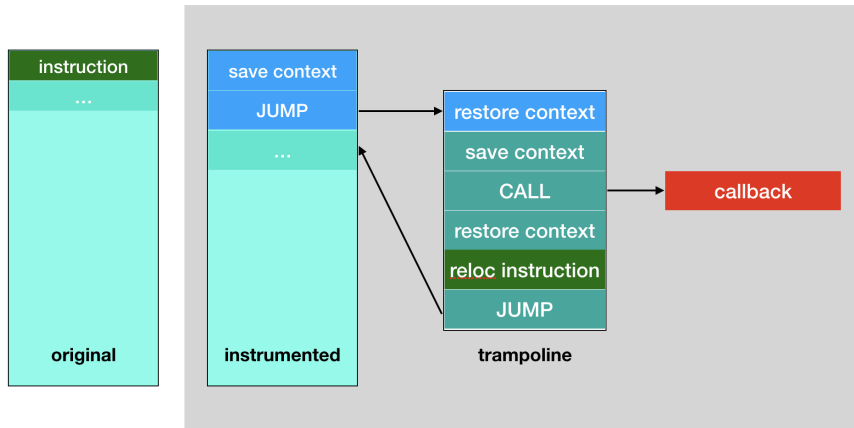 instruction
...
original
save context
JUMP
...
instrumented
restore context
save context
CALL
restore context
reloc instruction
JUMP
trampoline
callback